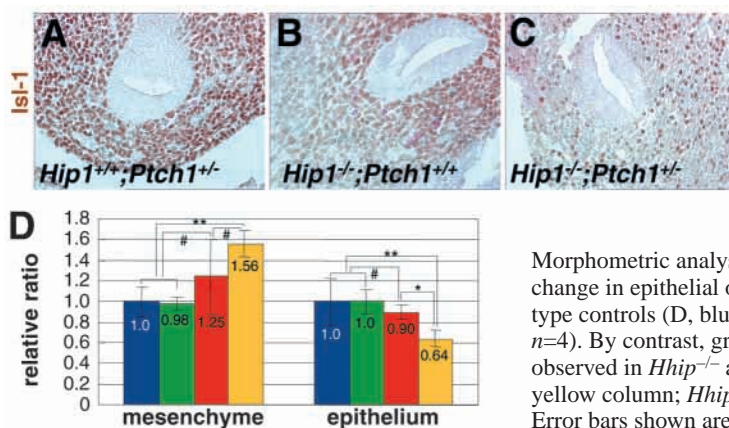 A
B
C
Isl-1
Hip1+/+;Ptch1+/-
Hip1-/-;Ptch1+/+
Hip1-/-;Ptch1+/-
D
relative ratio
1.8
1.6
1.4
1.2
1.0
0.8
0.6
0.4
0.2
0
**
#
#
1.0
0.98
1.25
1.56
**
#
*
1.0
1.0
0.90
0.64
mesenchyme
epithelium
Morphometric analys
change in epithelial o
type controls (D, blu
n=4). By contrast, gr
observed in Hhip−/− a
yellow column; Hhip
Error bars shown are